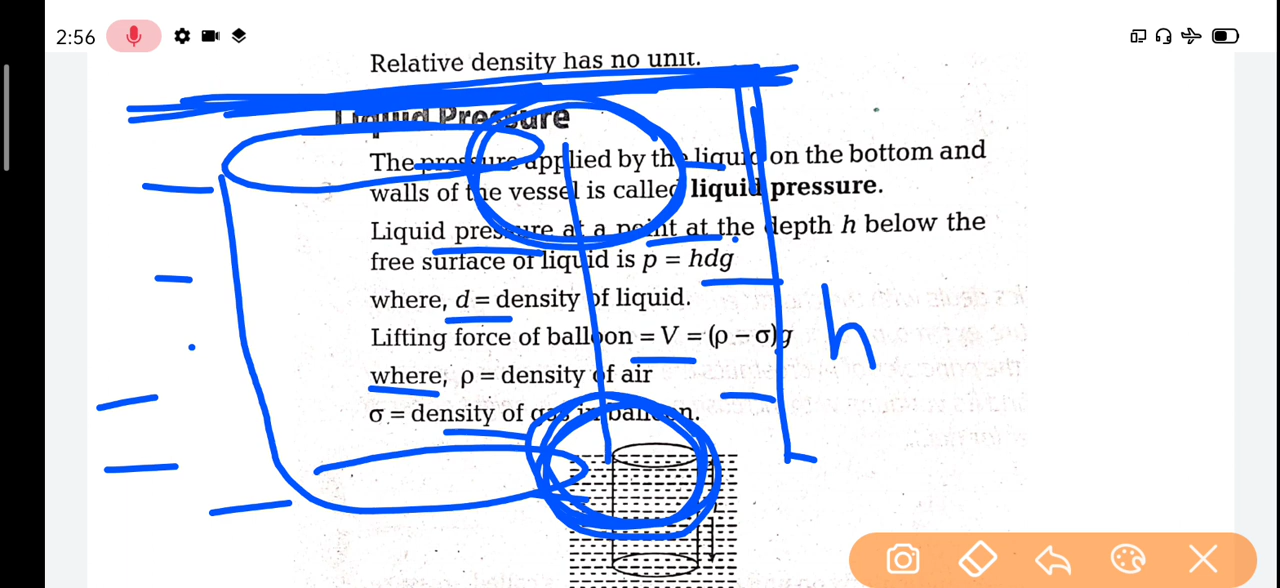 2:56
Relative density has no unit.
Liquid Pressure
The pressure applied by the liquid on the bottom and
walls of the vessel is called liquid pressure.
Liquid pressure at a point at the depth h below the
free surface of liquid is p = hdg
where, d = density of liquid.
Lifting force of balloon = V = (ρ − σ)g
where, ρ = density of air
σ = density of gas in balloon.
h